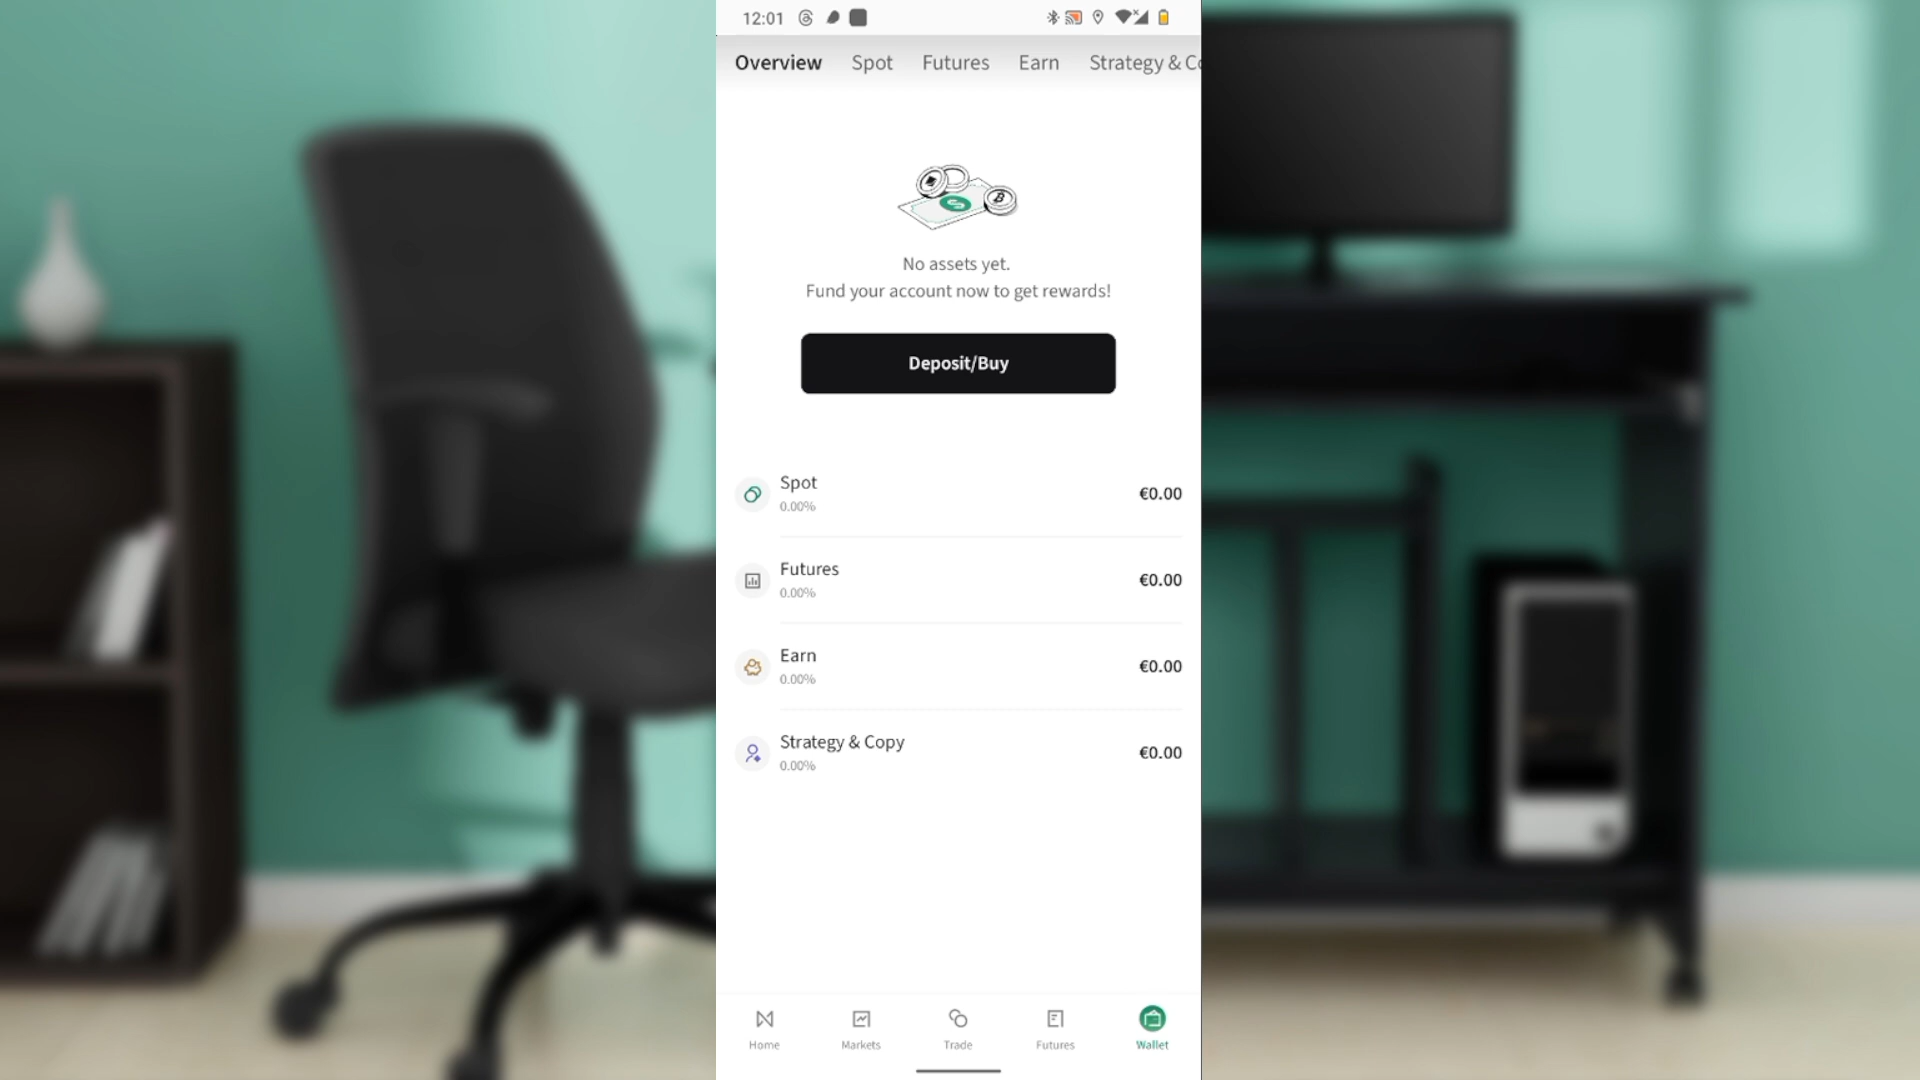 12:01
Overview Spot Futures Earn Strategy & Co
No assets yet.
Fund your account now to get rewards!
Deposit/Buy
Spot €0.00
0.00%
Futures €0.00
0.00%
Earn €0.00
0.00%
Strategy & Copy €0.00
0.00%
Home Markets Trade Futures Wallet